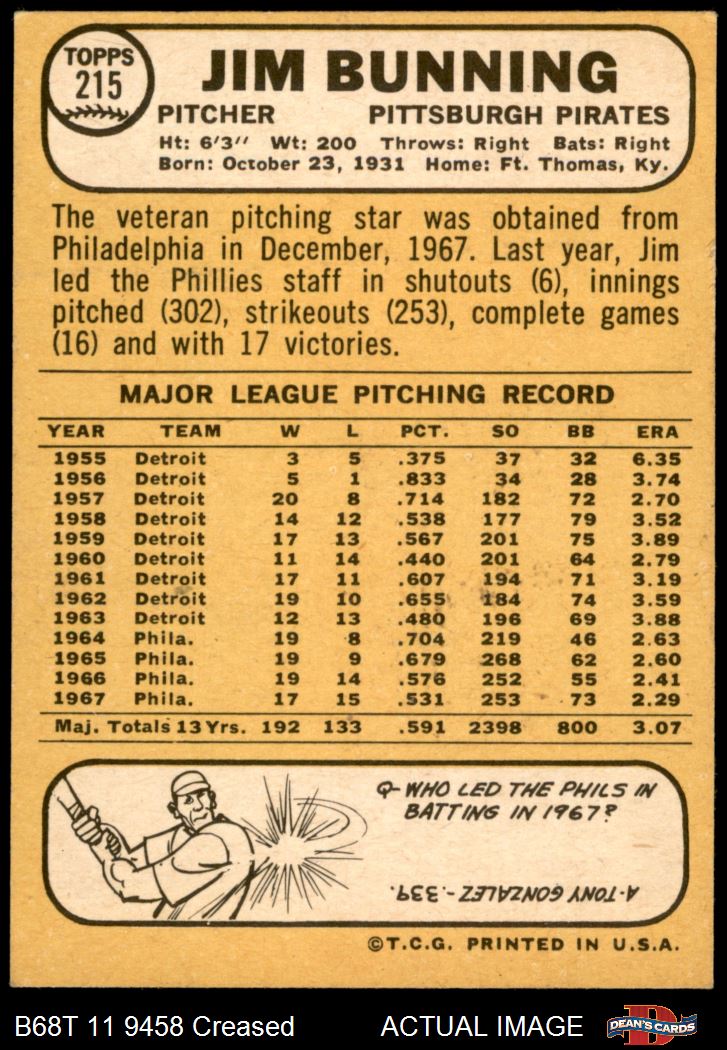 TOPPS
215
JIM BUNNING
PITCHER PITTSBURGH PIRATES
Ht: 6'3" Wt: 200 Throws: Right Bats: Right
Born: October 23, 1931 Home: Ft. Thomas, Ky.
The veteran pitching star was obtained from
Philadelphia in December, 1967. Last year, Jim
led the Phillies staff in shutouts (6), innings
pitched (302), strikeouts (253), complete games
(16) and with 17 victories.
MAJOR LEAGUE PITCHING RECORD
YEAR TEAM W L PCT. SO BB ERA
1955 Detroit 3 5 .375 37 32 6.35
1956 Detroit 5 1 .833 34 28 3.74
1957 Detroit 20 8 .714 182 72 2.70
1958 Detroit 14 12 .538 177 79 3.52
1959 Detroit 17 13 .567 201 75 3.89
1960 Detroit 11 14 .440 201 64 2.79
1961 Detroit 17 11 .607 194 71 3.19
1962 Detroit 19 10 .655 184 74 3.59
1963 Detroit 12 13 .480 196 69 3.88
1964 Phila. 19 8 .704 219 46 2.63
1965 Phila. 19 9 .679 268 62 2.60
1966 Phila. 19 14 .576 252 55 2.41
1967 Phila. 17 15 .531 253 73 2.29
Maj. Totals 13 Yrs. 192 133 .591 2398 800 3.07
Q-WHO LED THE PHILS IN
BATTING IN 1967?
A-TONY GONZALEZ-.339.
©T.C.G. PRINTED IN U.S.A.
B68T 11 9458 Creased ACTUAL IMAGE
DEAN'S CARDS